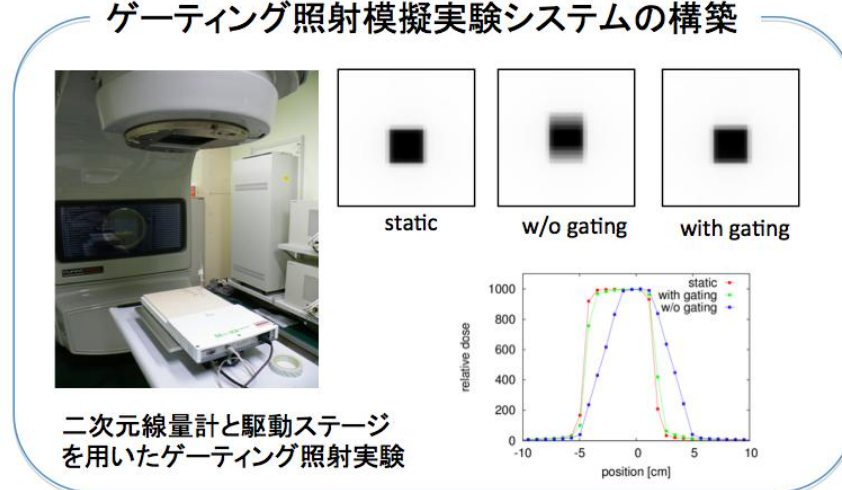 ゲーティング照射模擬実験システムの構築
static
w/o gating
with gating
二次元線量計と駆動ステージ
を用いたゲーティング照射実験
relative dose
1000
800
600
400
200
0
static
with gating
w/o gating
-10
-5
0
5
10
position [cm]